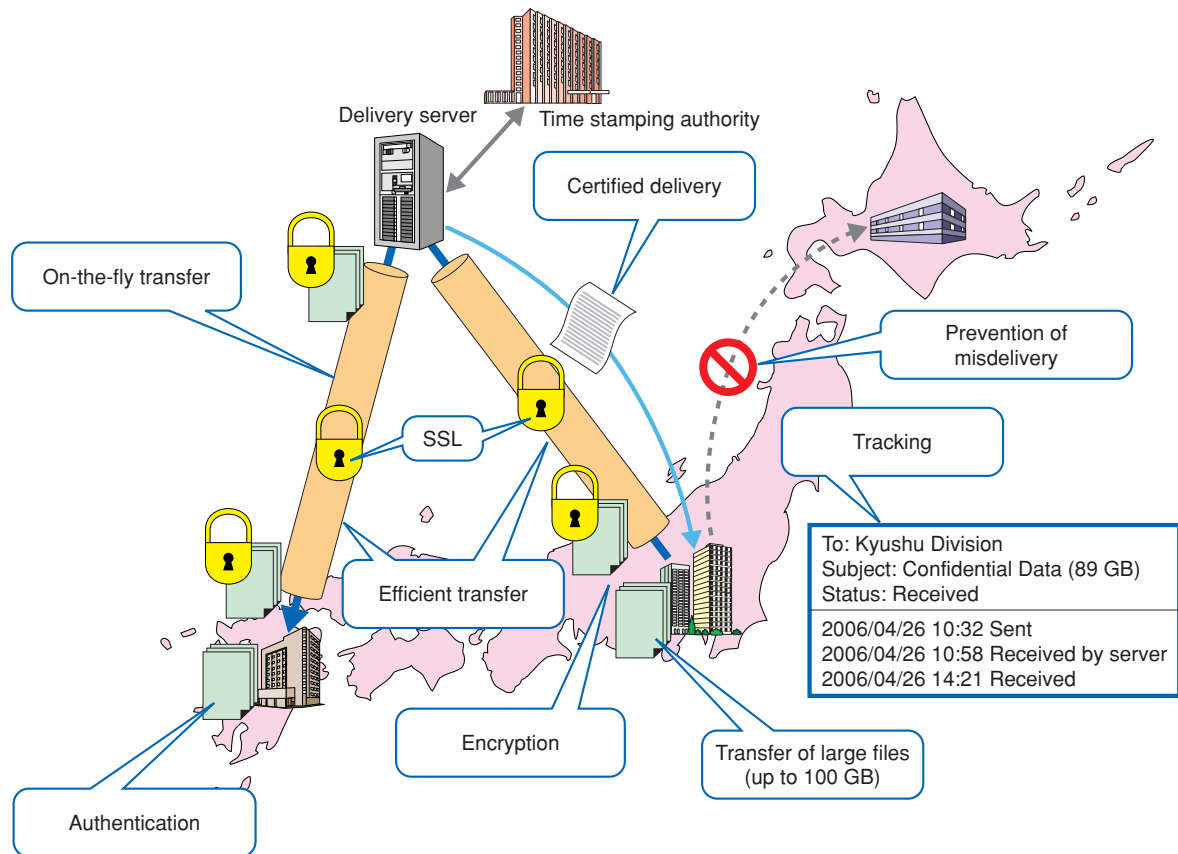 Delivery server
Time stamping authority
Certified delivery
On-the-fly transfer
Prevention of
misdelivery
SSL
Tracking
To: Kyushu Division
Subject: Confidential Data (89 GB)
Status: Received
2006/04/26 10:32 Sent
2006/04/26 10:58 Received by server
2006/04/26 14:21 Received
Efficient transfer
Encryption
Transfer of large files
(up to 100 GB)
Authentication